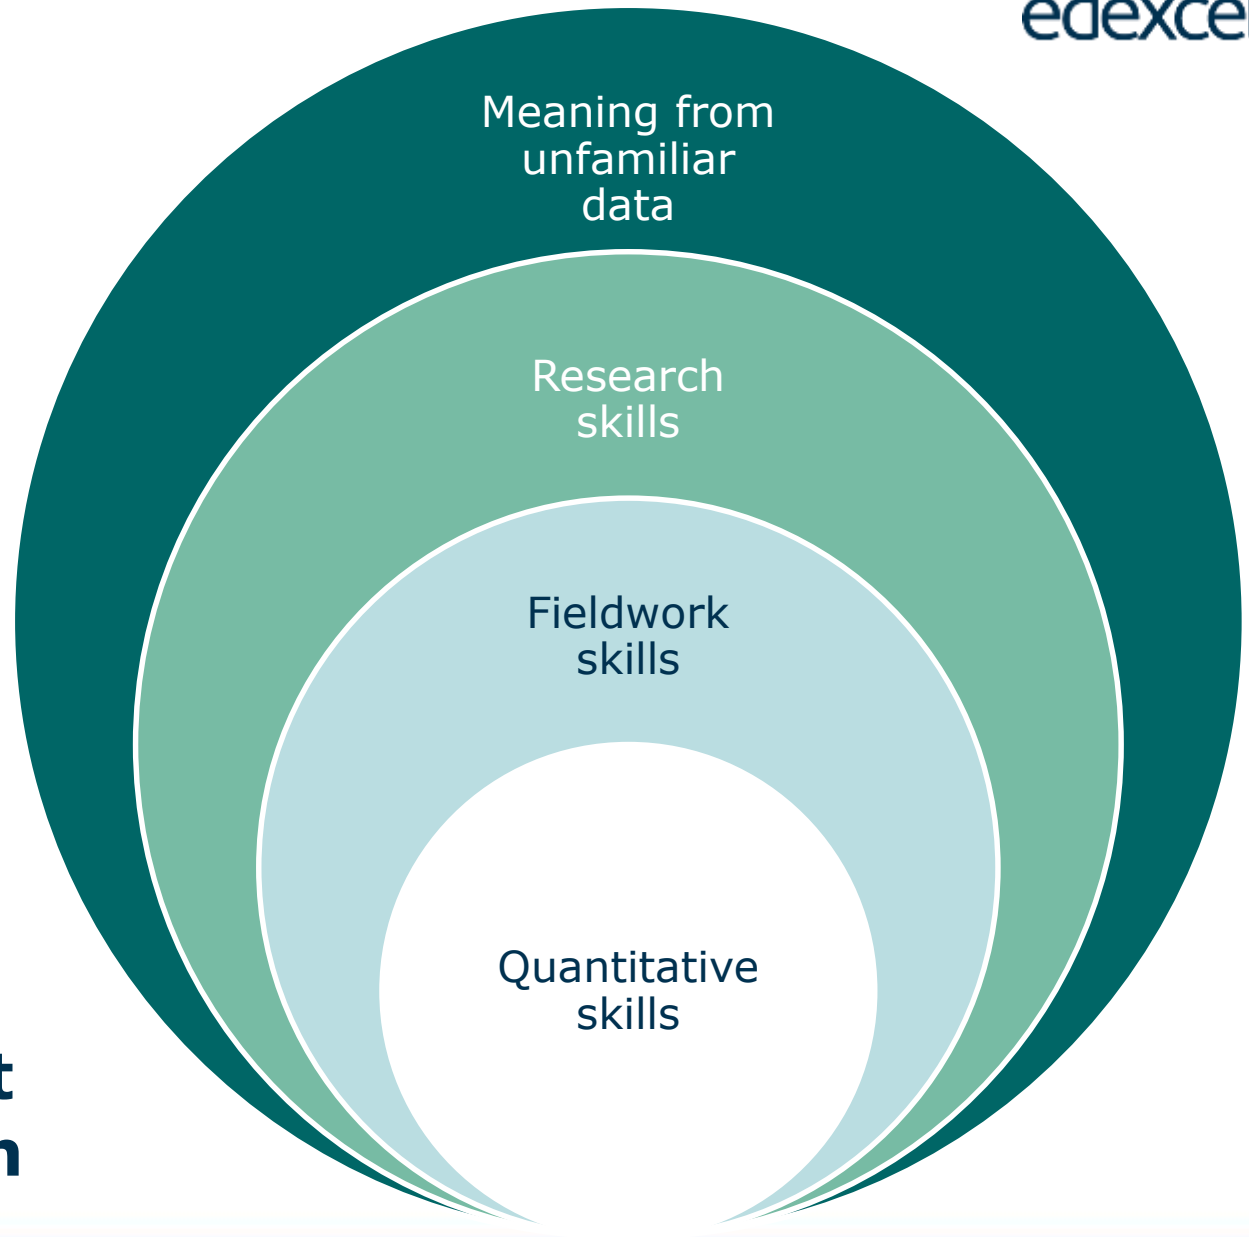 edexcel
Meaning from
unfamiliar
data
Research
skills
Fieldwork
skills
Quantitative
skills